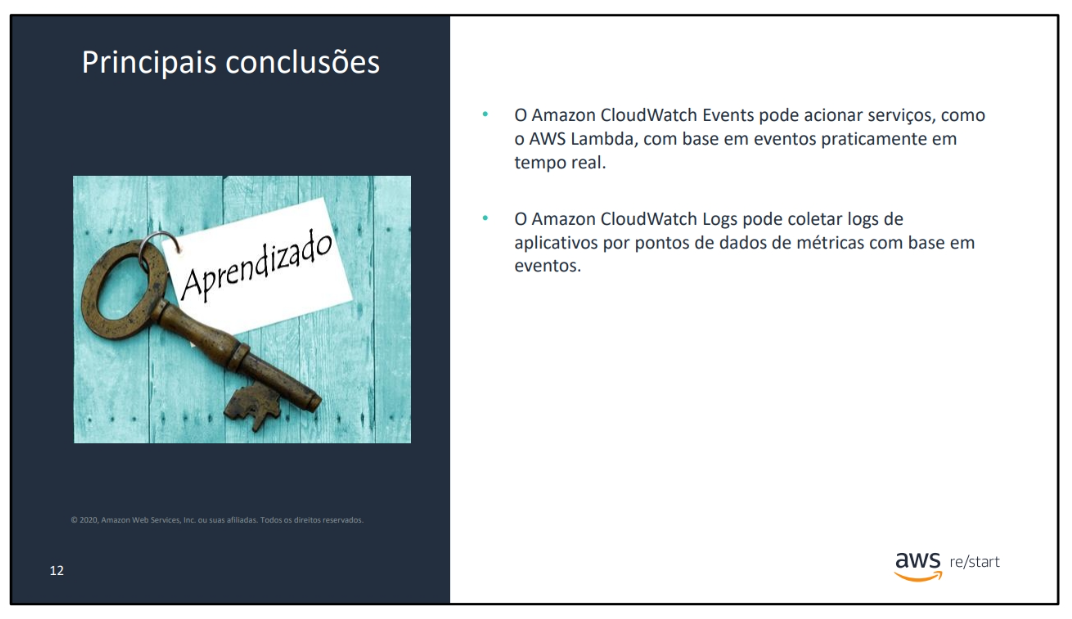 Principais conclusões
Aprendizado
© 2020, Amazon Web Services, Inc. ou suas afiliadas. Todos os direitos reservados.
12
• O Amazon CloudWatch Events pode acionar serviços, como
o AWS Lambda, com base em eventos praticamente em
tempo real.
• O Amazon CloudWatch Logs pode coletar logs de
aplicativos por pontos de dados de métricas com base em
eventos.
aws re/start